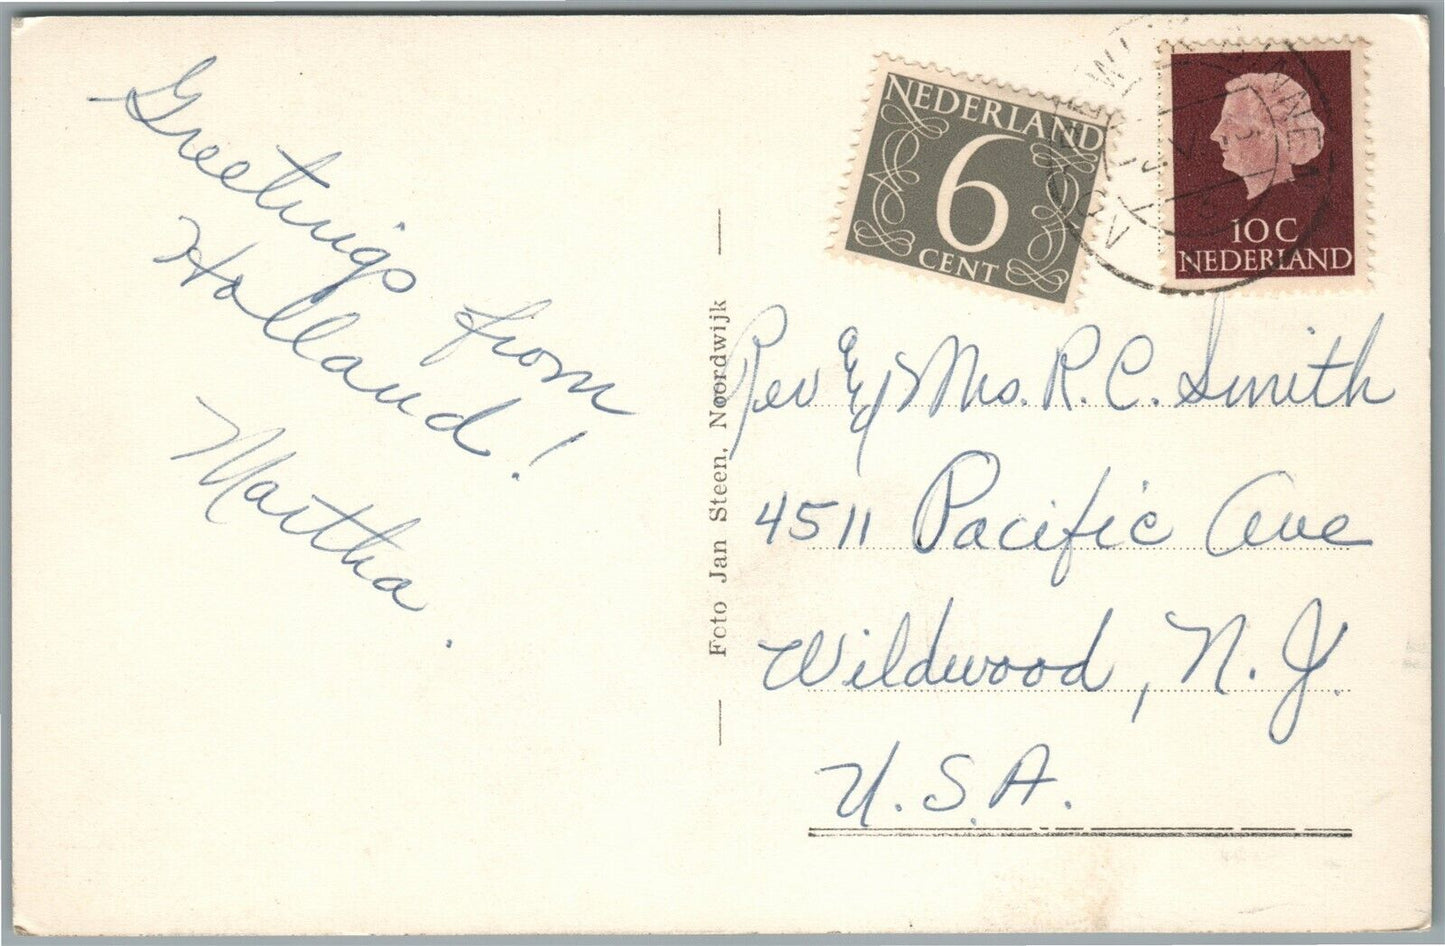 Greetings from
Holland!
Martha.
Foto Jan Steen, Noordwijk
NEDERLAND
6
CENT
10 C
NEDERLAND
Rev & Mrs. R. C. Smith
4511 Pacific Ave
Wildwood, N. J.
U. S. A.